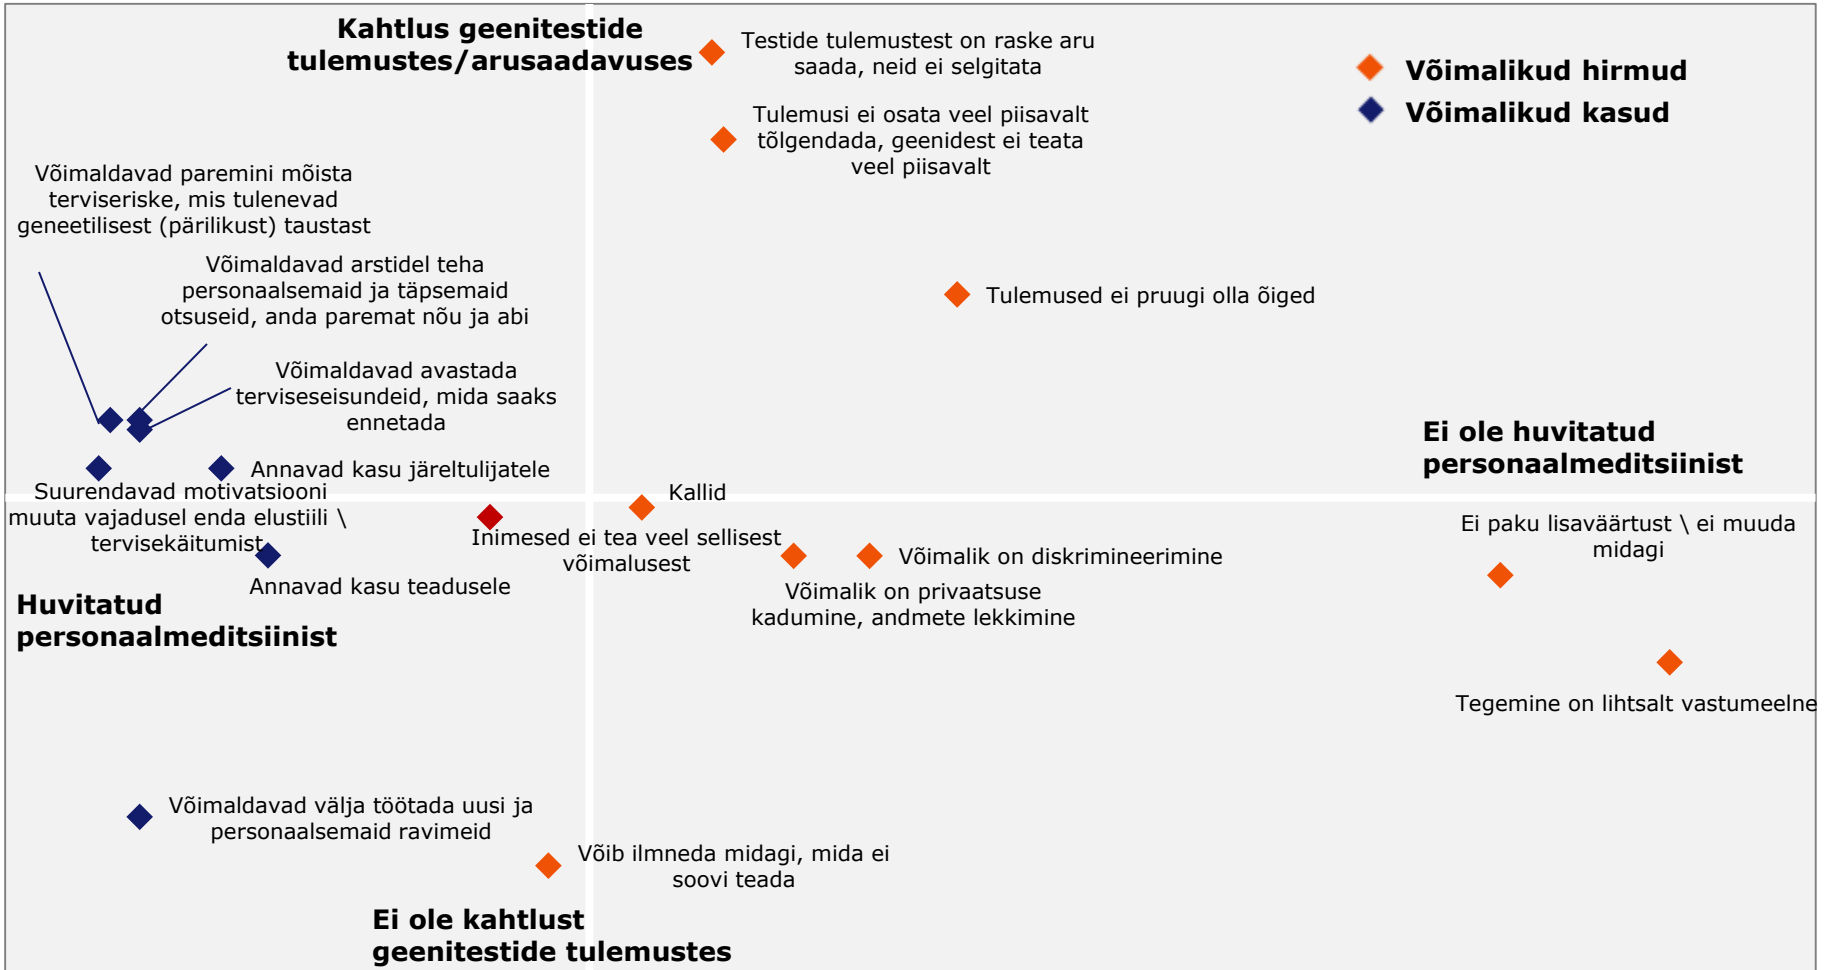 Kahtlus geenitestide
tulemustes/arusaadavuses
Testide tulemustest on raske aru
saada, neid ei selgitata
Võimalikud hirmud
Võimalikud kasud
Tulemusi ei osata veel piisavalt
tõlgendada, geenidest ei teata
veel piisavalt
Võimaldavad paremini mõista
terviseriske, mis tulenevad
geneetilisest (pärilikust) taustast
Võimaldavad arstidel teha
personaalsemaid ja täpsemaid
otsuseid, anda paremat nõu ja abi
Tulemused ei pruugi olla õiged
Võimaldavad avastada
terviseseisundeid, mida saaks
ennetada
Ei ole huvitatud
personaalmeditsiinist
Annavad kasu järeltulijatele
Suurendavad motivatsiooni
muuta vajadusel enda elustiili \
tervisekäitumist
Kallid
Inimesed ei tea veel sellisest
võimalusest
Võimalik on diskrimineerimine
Ei paku lisaväärtust \ ei muuda
midagi
Annavad kasu teadusele
Võimalik on privaatsuse
kadumine, andmete lekkimine
Huvitatud
personaalmeditsiinist
Tegemine on lihtsalt vastumeelne
Võimaldavad välja töötada uusi ja
personaalsemaid ravimeid
Võib ilmneda midagi, mida ei
soovi teada
Ei ole kahtlust
geenitestide tulemustes